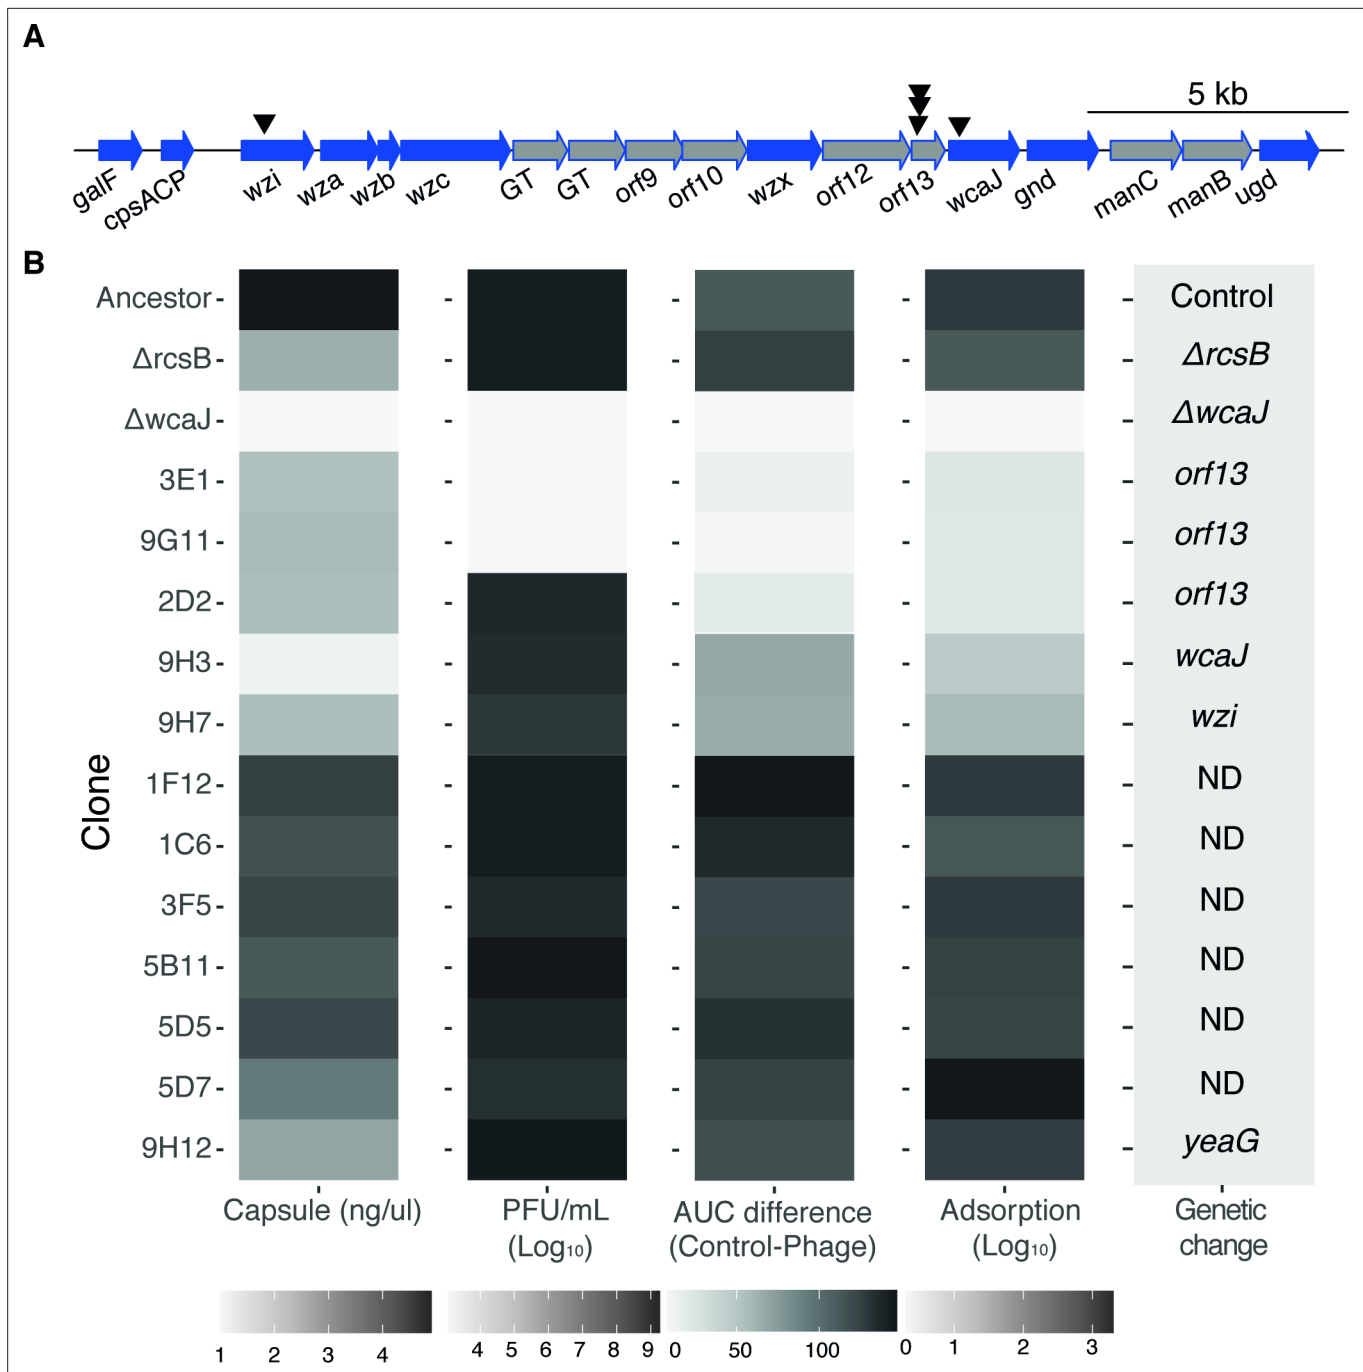 A
5 kb
galF
cpsACP
wzi
wza
wzb
wzc
GT
GT
orf9
orf10
wzx
orf12
orf13
wcaJ
gnd
manC
manB
ugd
B
Clone
Ancestor Control
ΔrcsB ΔrcsB
ΔwcaJ ΔwcaJ
3E1 orf13
9G11 orf13
2D2 orf13
9H3 wcaJ
9H7 wzi
1F12 ND
1C6 ND
3F5 ND
5B11 ND
5D5 ND
5D7 ND
9H12 yeaG
Capsule (ng/ul) PFU/mL AUC difference Adsorption Genetic
(Log₁₀) (Control-Phage) (Log₁₀) change
1 2 3 4 4 5 6 7 8 9 0 50 100 0 1 2 3